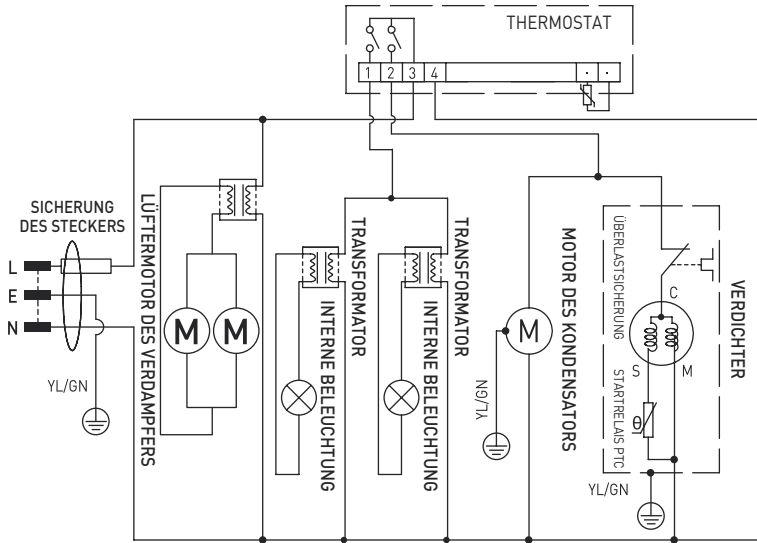 THERMOSTAT
1 2 3 4
SICHERUNG
DES STECKERS
L
E
N
YL/GN
LÜFTERMOTOR DES VERDAMPFERS
M M
TRANSFORMATOR
INTERNE BELEUCHTUNG
TRANSFORMATOR
INTERNE BELEUCHTUNG
M
YL/GN
MOTOR DES KONDENSATORS
ÜBERLASTSICHERUNG
C
S M
STARTRELAIS PTC
θ
VERDICHTER
YL/GN